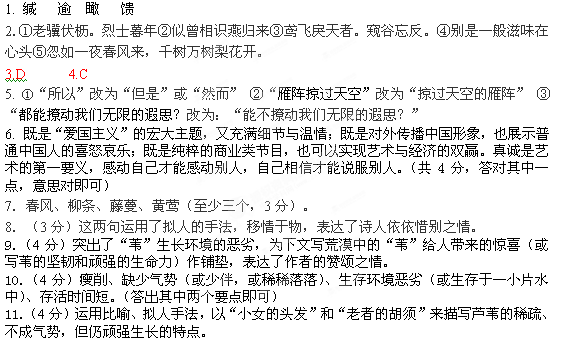 1. 缄 逾 瞰 馈
2. ①老骥伏枥。烈士暮年②似曾相识燕归来③鸢飞戾天者。窥谷忘反。④别是一般滋味在
心头⑤忽如一夜春风来，千树万树梨花开。
3.D 4.C
5. ①“所以”改为“但是”或“然而” ②“雁阵掠过天空”改为“掠过天空的雁阵” ③
“都能撩动我们无限的遐思？改为：“能不撩动我们无限的遐思？”
6. 既是“爱国主义”的宏大主题，又充满细节与温情；既是对外传播中国形象，也展示普
通中国人的喜怒哀乐；既是纯粹的商业类节目，也可以实现艺术与经济的双赢。真诚是艺
术的第一要义，感动自己才能感动别人，自己相信才能说服别人。（共 4 分，答对其中一
点，意思对即可）
7. 春风、柳条、藤蔓、黄莺（至少三个，3 分）。
8. （3 分）这两句运用了拟人的手法，移情于物，表达了诗人依依惜别之情。
9.（4 分）突出了“苇”生长环境的恶劣，为下文写荒漠中的“苇”给人带来的惊喜（或
写苇的坚韧和顽强的生命力）作铺垫，表达了作者的赞颂之情。
10.（4 分）瘦削、缺少气势（或少伴，或稀稀落落）、生存环境恶劣（或生存于一小片水
中）、存活时间短。（答出其中两个要点即可）
11.（4 分）运用比喻、拟人手法，以“小女的头发”和“老者的胡须”来描写芦苇的稀疏、
不成气势，但仍顽强生长的特点。